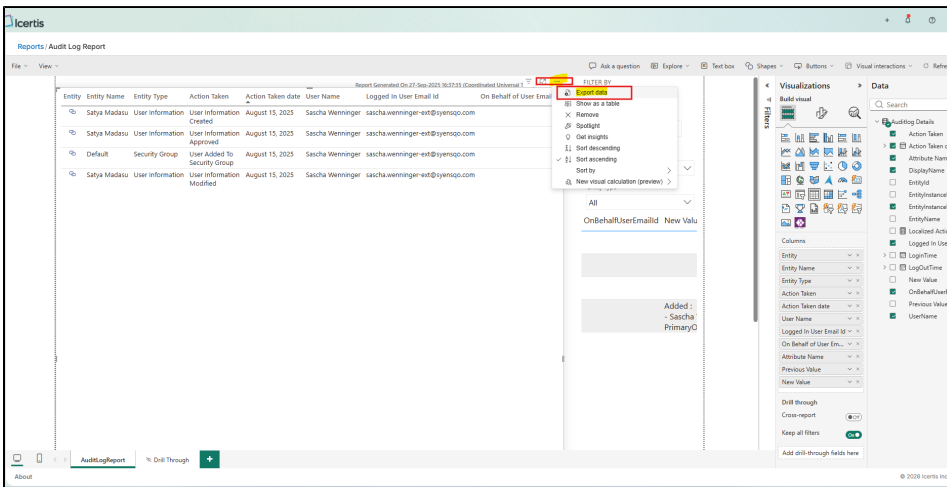 Icertis
Reports / Audit Log Report
File View
Ask a question Explore Text box Shapes Buttons Visual interactions Refre
Report Generated On 27-Sep-2025 16:57:55 (Coordinated Universal T
FILTER BY
Entity Entity Name Entity Type Action Taken Action Taken date User Name Logged In User Email Id On Behalf of User Emai
Satya Madasu User Information User Information Created August 15, 2025 Sascha Wenninger sascha.wenninger-ext@syensqo.com
Satya Madasu User Information User Information Approved August 15, 2025 Sascha Wenninger sascha.wenninger-ext@syensqo.com
Default Security Group User Added To Security Group August 15, 2025 Sascha Wenninger sascha.wenninger-ext@syensqo.com
Satya Madasu User Information User Information Modified August 15, 2025 Sascha Wenninger sascha.wenninger-ext@syensqo.com
Export data
Show as a table
Remove
Spotlight
Get insights
Sort descending
Sort ascending
Sort by
New visual calculation (preview)
All
OnBehalfUserEmailId New Valu
Added :
- Sascha
PrimaryO
Filters
Visualizations
Build visual
Columns
Entity
Entity Name
Entity Type
Action Taken
Action Taken date
User Name
Logged In User Email Id
On Behalf of User Em...
Attribute Name
Previous Value
New Value
Drill through
Cross-report
Off
Keep all filters
On
Add drill-through fields here
Data
Search
Auditlog Details
Action Taken
Action Taken d
Attribute Nam
DisplayName
EntityId
EntityInstance
EntityInstance
EntityName
Localized Acti
Logged In Use
LoginTime
LogOutTime
New Value
OnBehalfUserE
Previous Value
UserName
AuditLogReport Drill Through +
About
© 2026 Icertis Inc